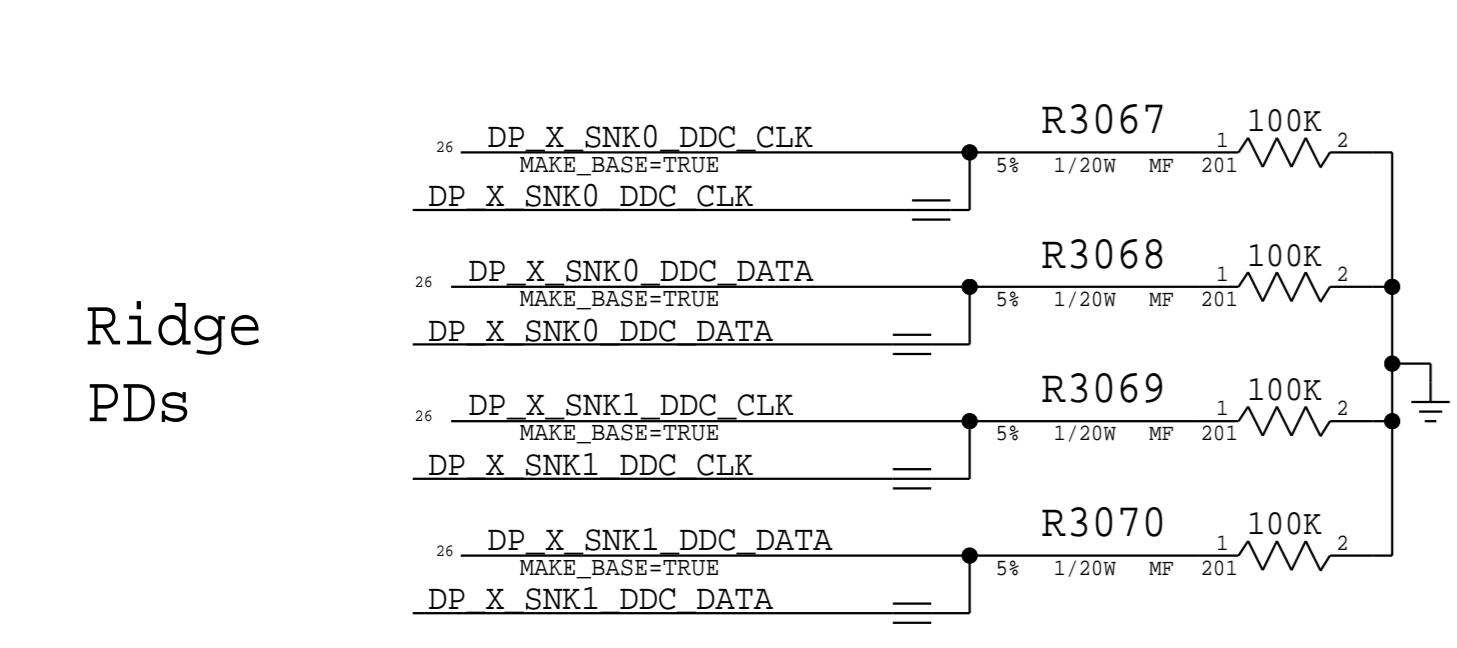 R3067
100K
26 DP_X_SNK0_DDC_CLK 1 2
MAKE_BASE=TRUE 5% 1/20W MF 201
DP_X_SNK0_DDC_CLK
R3068
100K
26 DP_X_SNK0_DDC_DATA 1 2
MAKE_BASE=TRUE 5% 1/20W MF 201
DP_X_SNK0_DDC_DATA
Ridge
PDs
R3069
100K
26 DP_X_SNK1_DDC_CLK 1 2
MAKE_BASE=TRUE 5% 1/20W MF 201
DP_X_SNK1_DDC_CLK
R3070
100K
26 DP_X_SNK1_DDC_DATA 1 2
MAKE_BASE=TRUE 5% 1/20W MF 201
DP_X_SNK1_DDC_DATA